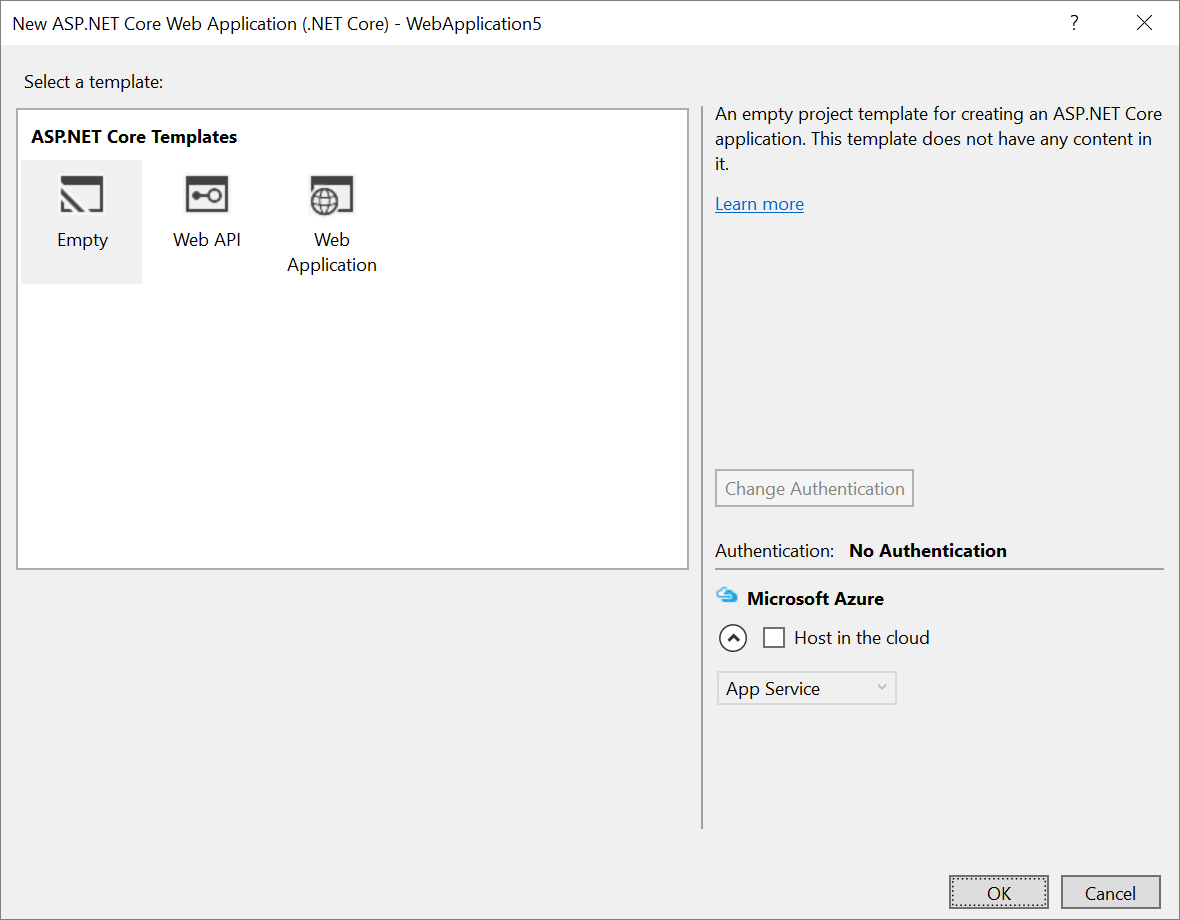 New ASP.NET Core Web Application (.NET Core) - WebApplication5
?
Select a template:
ASP.NET Core Templates
Empty
Web API
Web
Application
An empty project template for creating an ASP.NET Core
application. This template does not have any content in
it.
Learn more
Change Authentication
Authentication: No Authentication
Microsoft Azure
Host in the cloud
App Service
OK
Cancel